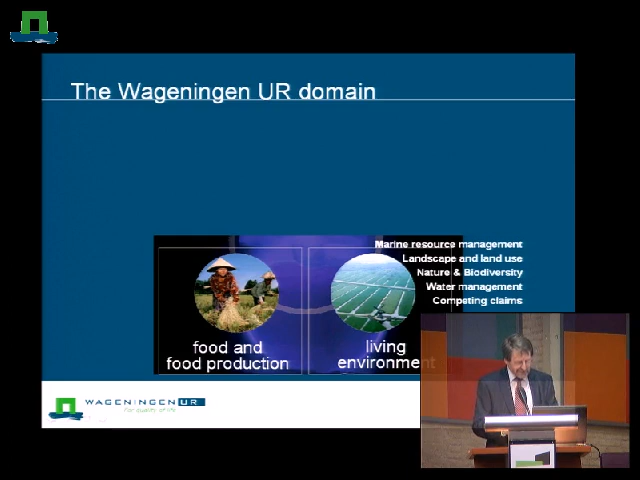 The Wageningen UR domain
Marine resource management
Landscape and land use
Nature & Biodiversity
Water management
Competing claims
food and
food production
living
environment
WAGENINGEN UR
For quality of life